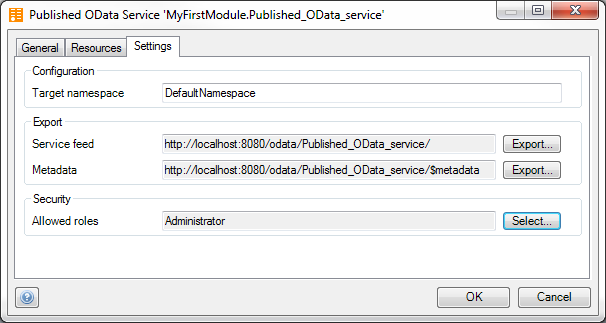 Published OData Service 'MyFirstModule.Published_OData_service'
General Resources Settings
Configuration
Target namespace DefaultNamespace
Export
Service feed http://localhost:8080/odata/Published_OData_service/ Export...
Metadata http://localhost:8080/odata/Published_OData_service/$metadata Export...
Security
Allowed roles Administrator Select...
? OK Cancel